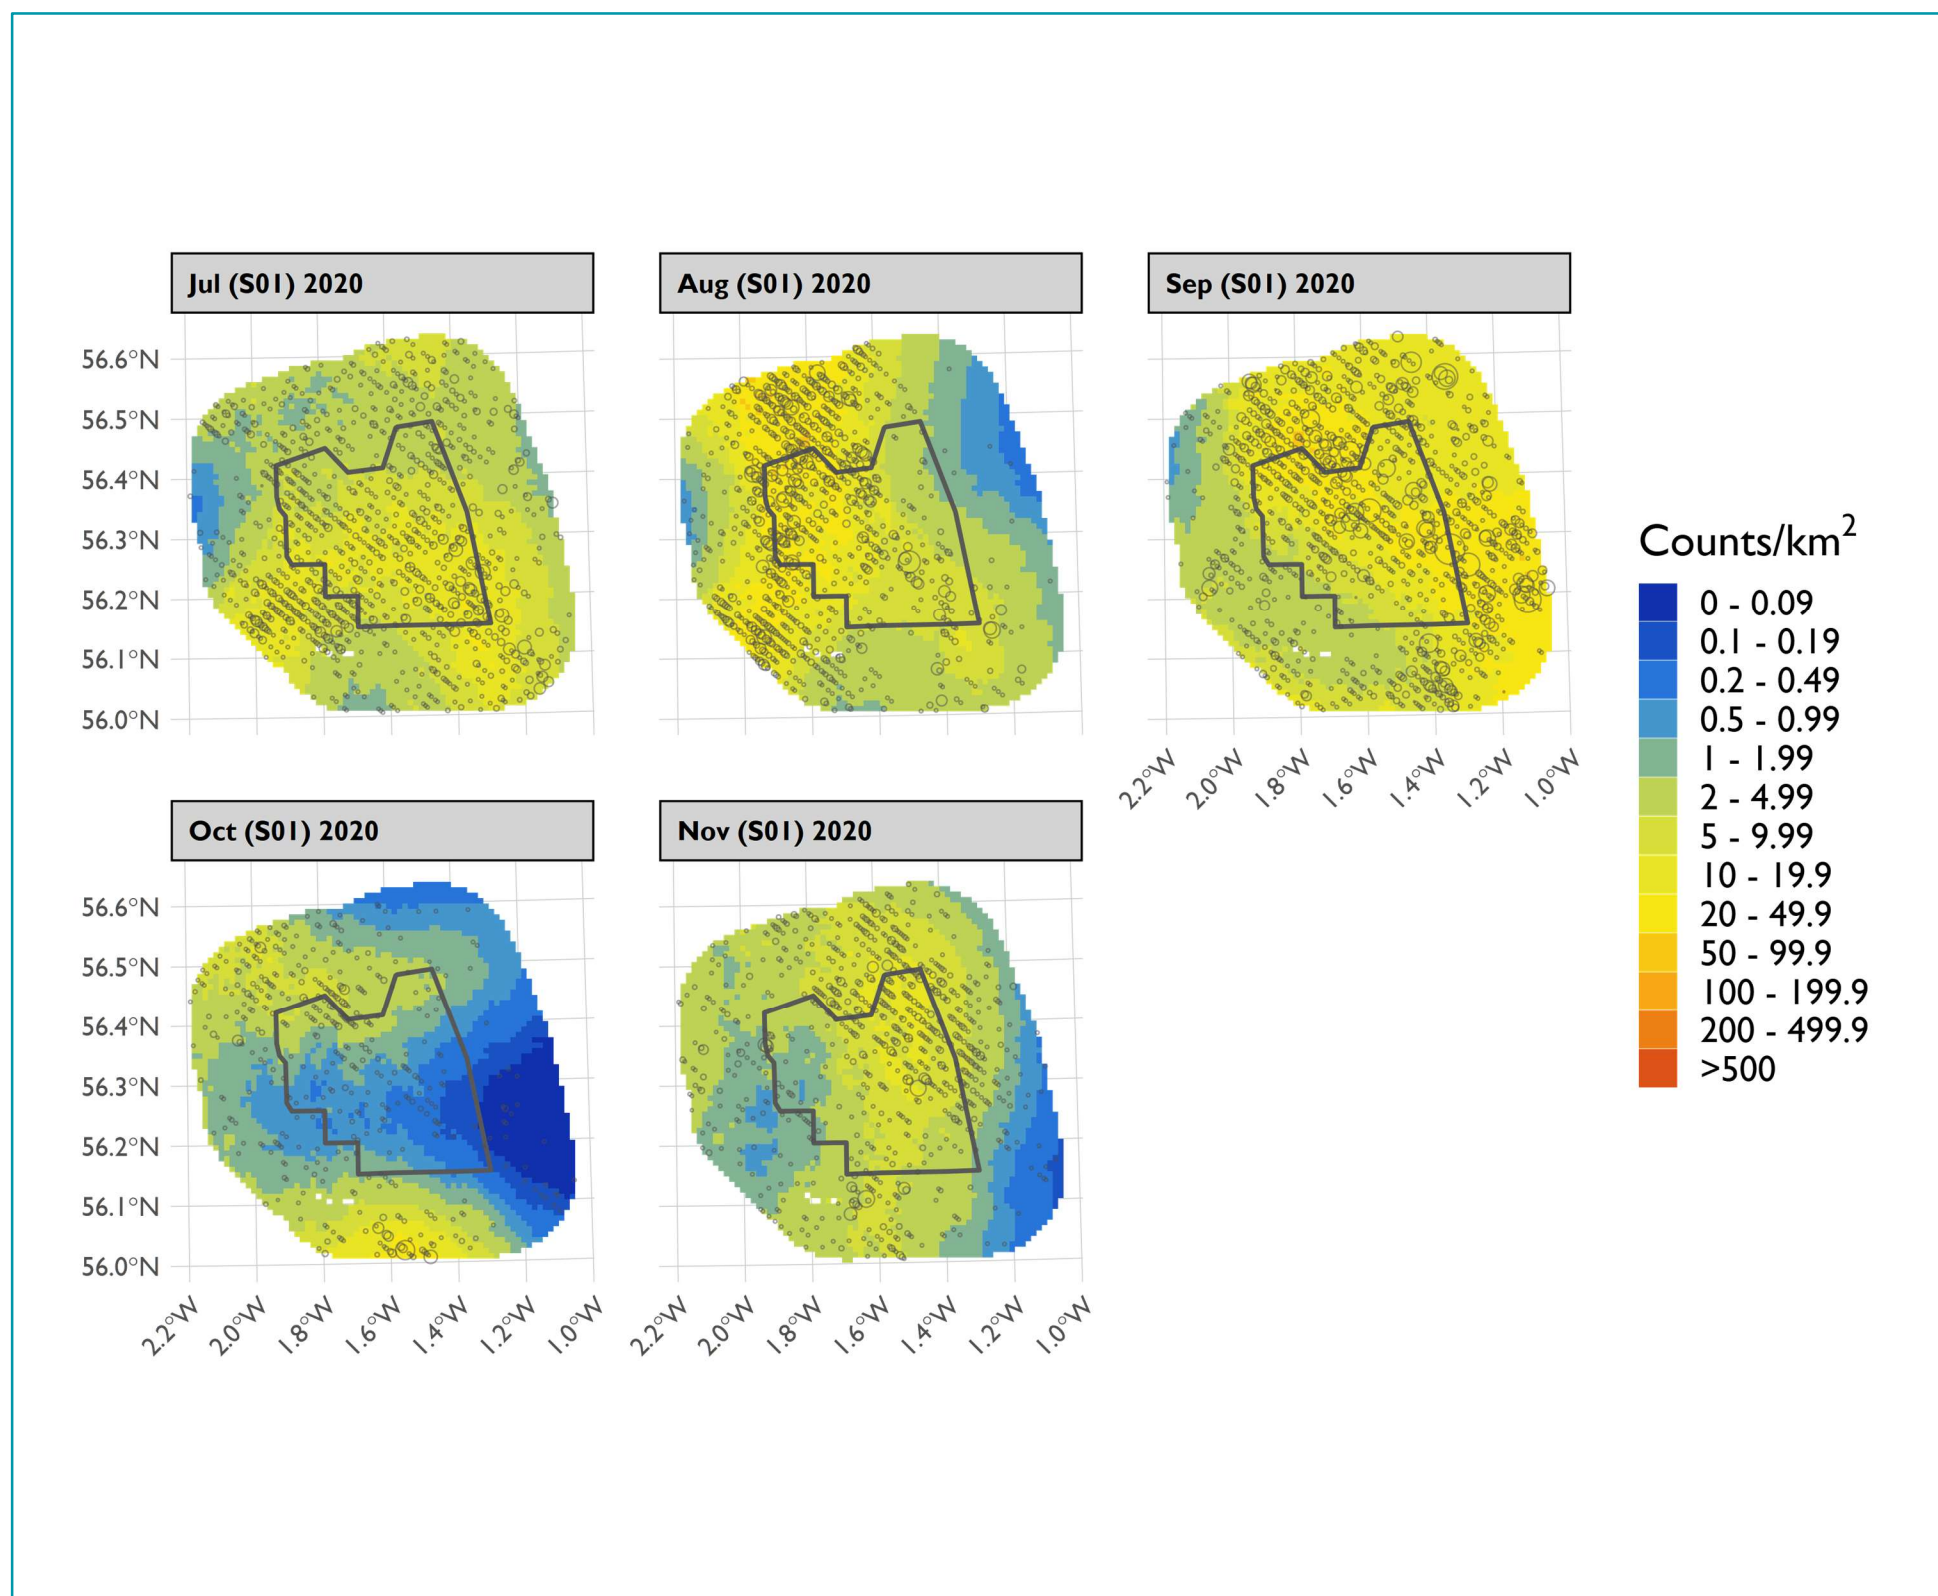 Jul (S01) 2020
Aug (S01) 2020
Sep (S01) 2020
56.6°N
56.5°N
56.4°N
56.3°N
56.2°N
56.1°N
56.0°N
2.2°W
2.0°W
1.8°W
1.6°W
1.4°W
1.2°W
1.0°W
Oct (S01) 2020
Nov (S01) 2020
56.6°N
56.5°N
56.4°N
56.3°N
56.2°N
56.1°N
56.0°N
2.2°W
2.0°W
1.8°W
1.6°W
1.4°W
1.2°W
1.0°W
2.2°W
2.0°W
1.8°W
1.6°W
1.4°W
1.2°W
1.0°W
Counts/km²
0 - 0.09
0.1 - 0.19
0.2 - 0.49
0.5 - 0.99
1 - 1.99
2 - 4.99
5 - 9.99
10 - 19.9
20 - 49.9
50 - 99.9
100 - 199.9
200 - 499.9
>500